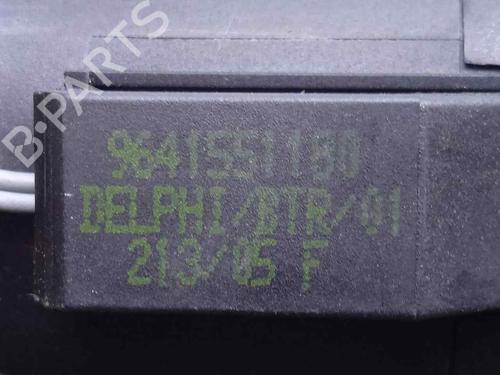 B-PARTS
9641551180
DELPHI/BTR/01
213/05 F